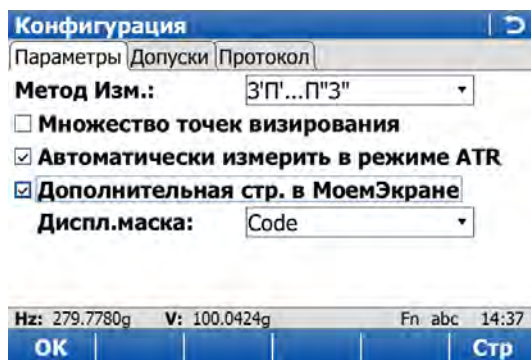 Конфигурация
Параметры Допуски Протокол
Метод Изм.: З'П'...П"З"
Множество точек визирования
Автоматически измерить в режиме ATR
Дополнительная стр. в МоемЭкране
Диспл.маска: Code
Hz: 279.7780g V: 100.0424g Fn abc 14:37
OK Стр